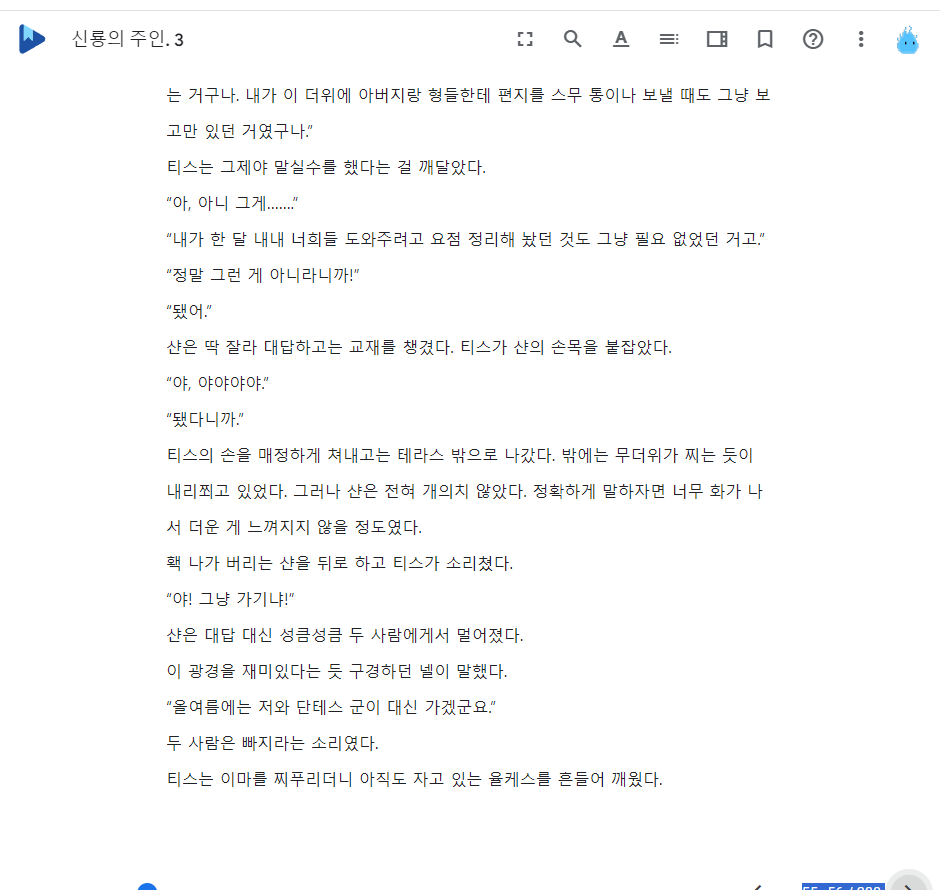 신룡의 주인. 3
는 거구나. 내가 이 더위에 아버지랑 형들한테 편지를 스무 통이나 보낼 때도 그냥 보
고만 있던 거였구나.”
티스는 그제야 말실수를 했다는 걸 깨달았다.
“아, 아니 그게…….”
“내가 한 달 내내 너희들 도와주려고 요점 정리해 놨던 것도 그냥 필요 없었던 거고.”
“정말 그런 게 아니라니까!”
“됐어.”
샨은 딱 잘라 대답하고는 교재를 챙겼다. 티스가 샨의 손목을 붙잡았다.
“야, 야야야야.”
“됐다니까.”
티스의 손을 매정하게 쳐내고는 테라스 밖으로 나갔다. 밖에는 무더위가 찌는 듯이
내리쬐고 있었다. 그러나 샨은 전혀 개의치 않았다. 정확하게 말하자면 너무 화가 나
서 더운 게 느껴지지 않을 정도였다.
홱 나가 버리는 샨을 뒤로 하고 티스가 소리쳤다.
“야! 그냥 가기냐!”
샨은 대답 대신 성큼성큼 두 사람에게서 멀어졌다.
이 광경을 재미있다는 듯 구경하던 넬이 말했다.
“올여름에는 저와 단테스 군이 대신 가겠군요.”
두 사람은 빠지라는 소리였다.
티스는 이마를 찌푸리더니 아직도 자고 있는 율케스를 흔들어 깨웠다.